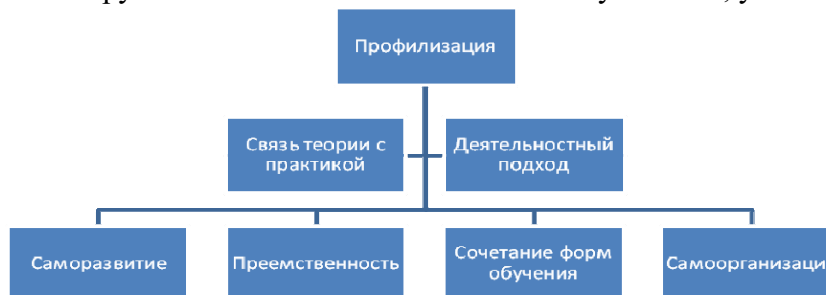 Профилизация
Связь теории с
практикой
Деятельностный
подход
Саморазвитие
Преемственность
Сочетание форм
обучения
Самоорганизаци